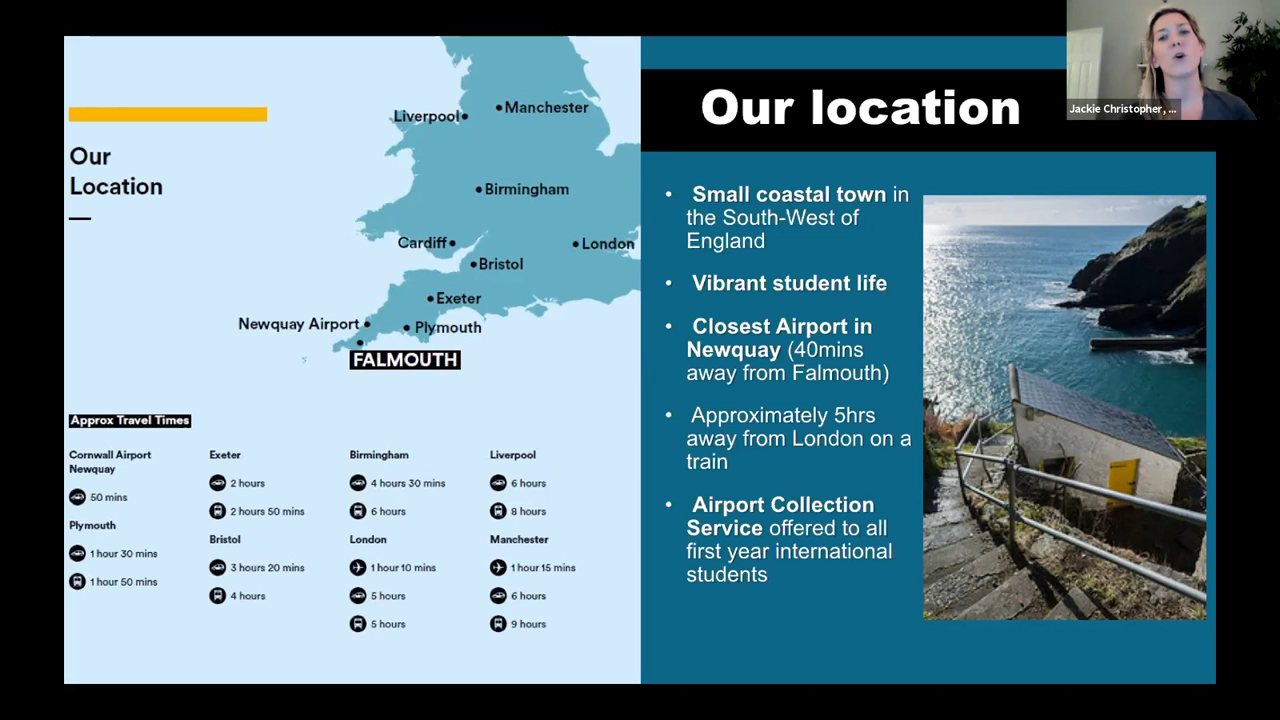 Our
Location
Liverpool
Manchester
Birmingham
Cardiff
London
Bristol
Exeter
Newquay Airport
Plymouth
FALMOUTH
Approx Travel Times
Cornwall Airport
Newquay
50 mins
Plymouth
1 hour 30 mins
1 hour 50 mins
Exeter
2 hours
2 hours 50 mins
Bristol
3 hours 20 mins
4 hours
Birmingham
4 hours 30 mins
6 hours
London
1 hour 10 mins
5 hours
5 hours
Liverpool
6 hours
8 hours
Manchester
1 hour 15 mins
6 hours
9 hours
Our location
• Small coastal town in
the South-West of
England
• Vibrant student life
• Closest Airport in
Newquay (40mins
away from Falmouth)
• Approximately 5hrs
away from London on a
train
• Airport Collection
Service offered to all
first year international
students
Jackie Christopher, ...